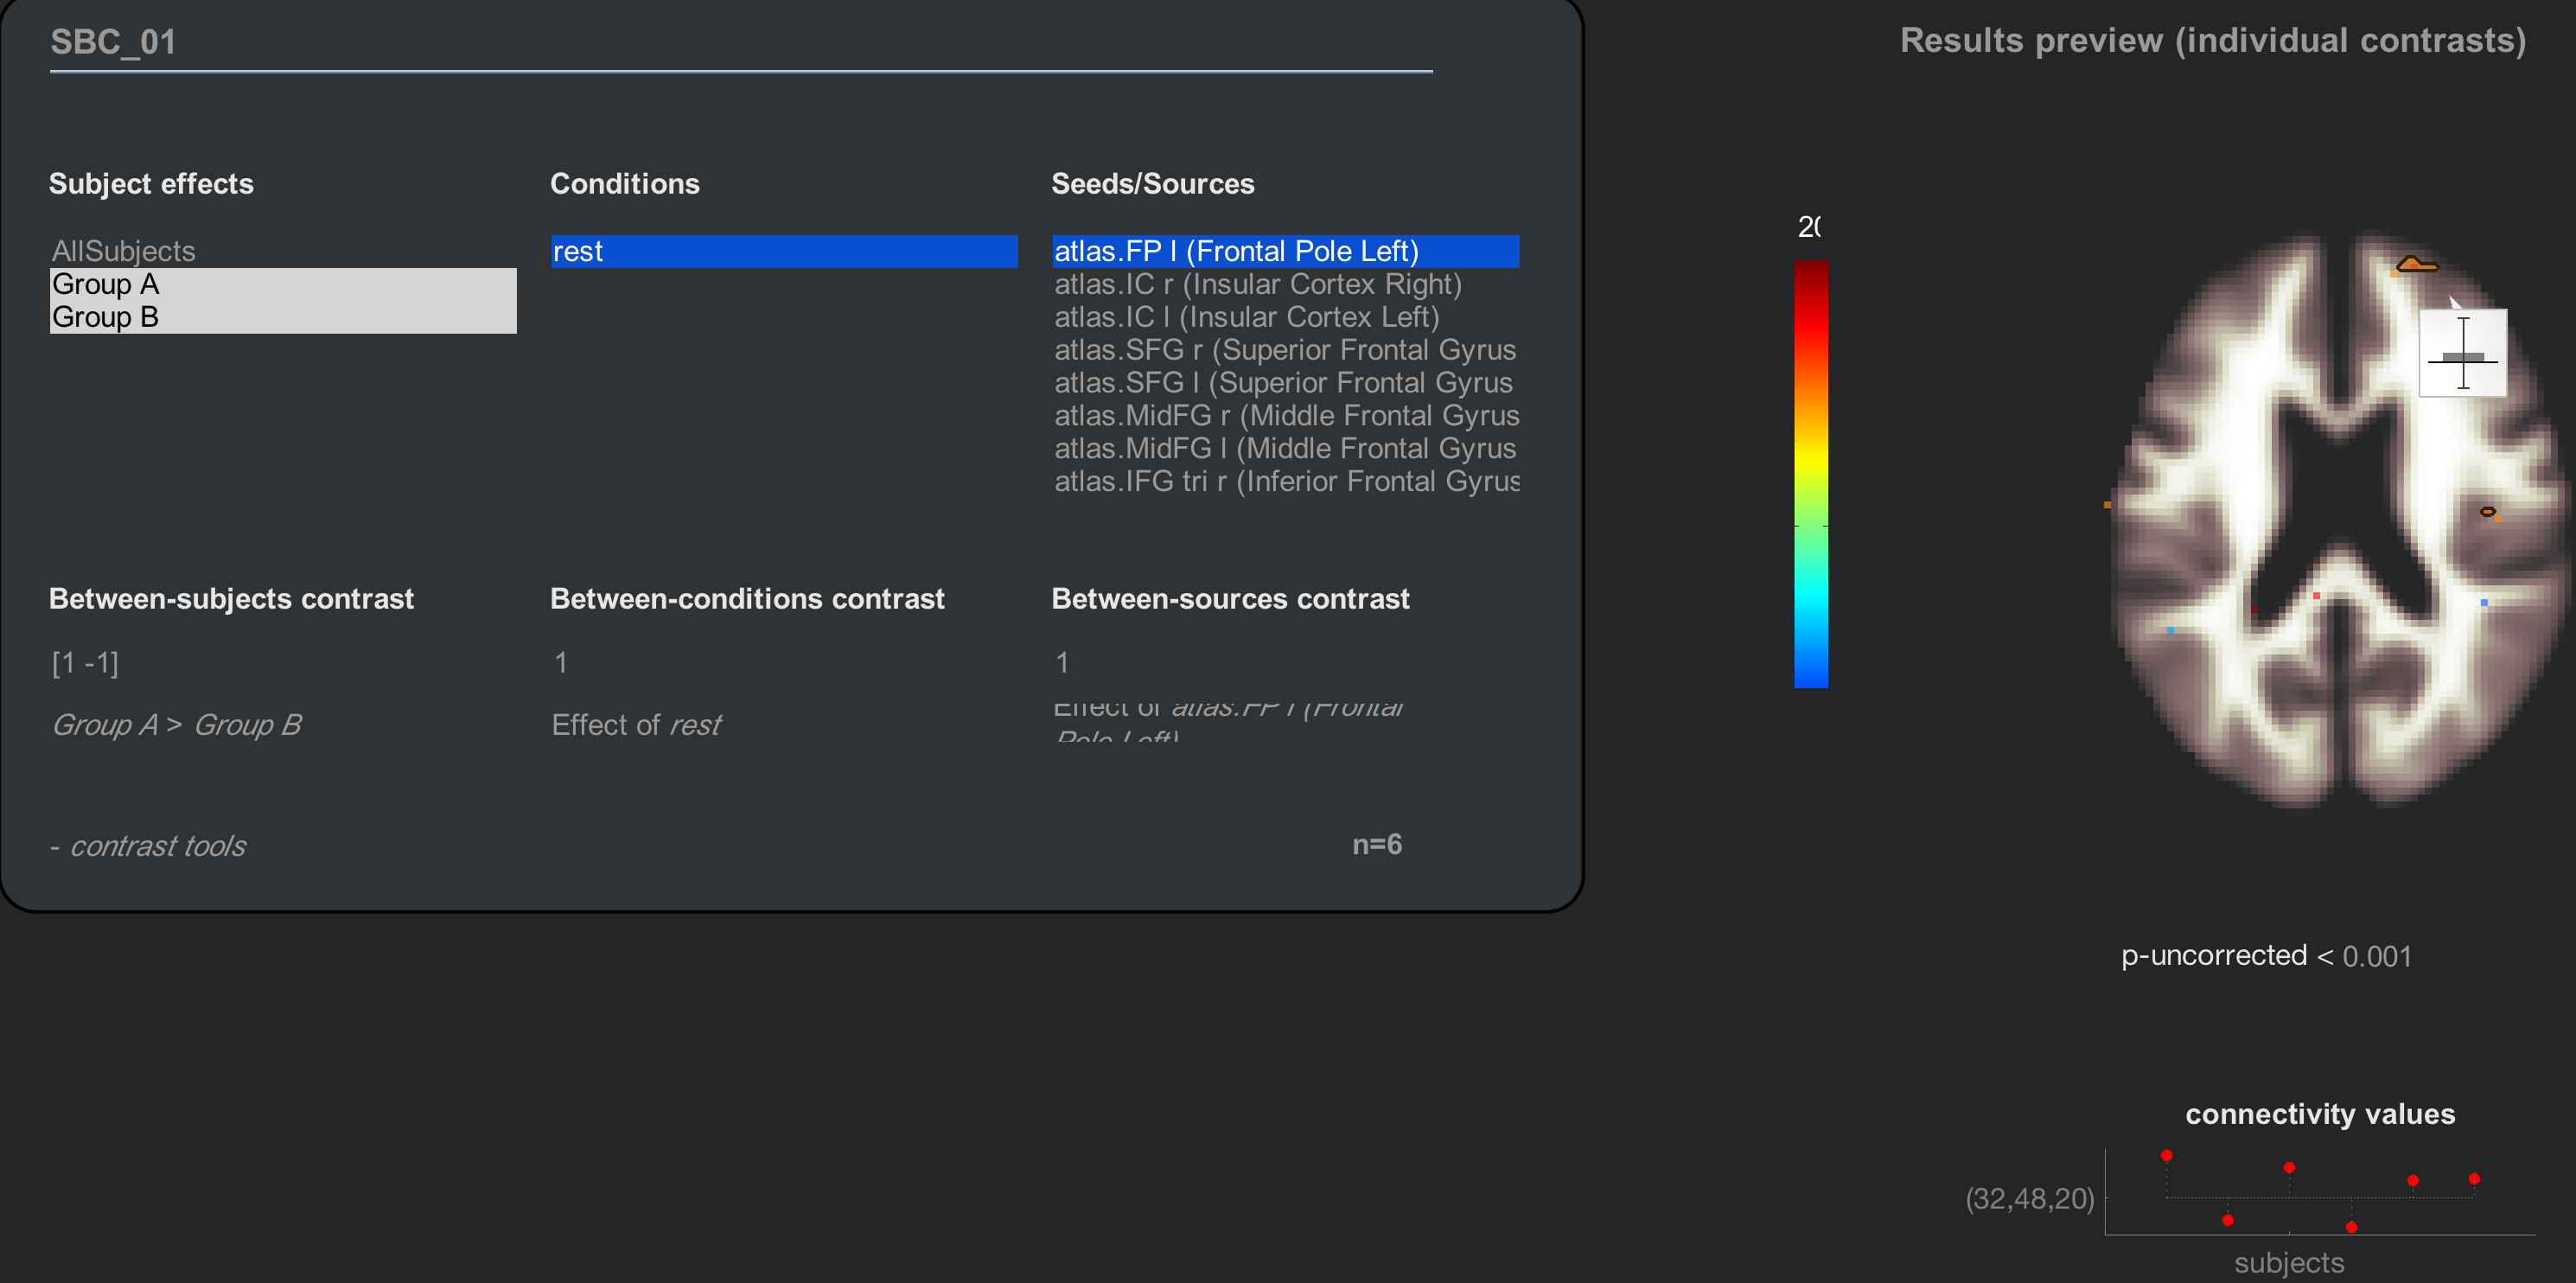 SBC_01
Results preview (individual contrasts)
Subject effects
Conditions
Seeds/Sources
AllSubjects
Group A
Group B
rest
atlas.FP l (Frontal Pole Left)
atlas.IC r (Insular Cortex Right)
atlas.IC l (Insular Cortex Left)
atlas.SFG r (Superior Frontal Gyrus
atlas.SFG l (Superior Frontal Gyrus
atlas.MidFG r (Middle Frontal Gyrus
atlas.MidFG l (Middle Frontal Gyrus
atlas.IFG tri r (Inferior Frontal Gyrus
Between-subjects contrast
Between-conditions contrast
Between-sources contrast
[1 -1]
1
1
Group A > Group B
Effect of rest
Effect of atlas.FP l (Frontal
Pole Left)
- contrast tools
n=6
p-uncorrected < 0.001
connectivity values
(32,48,20)
subjects